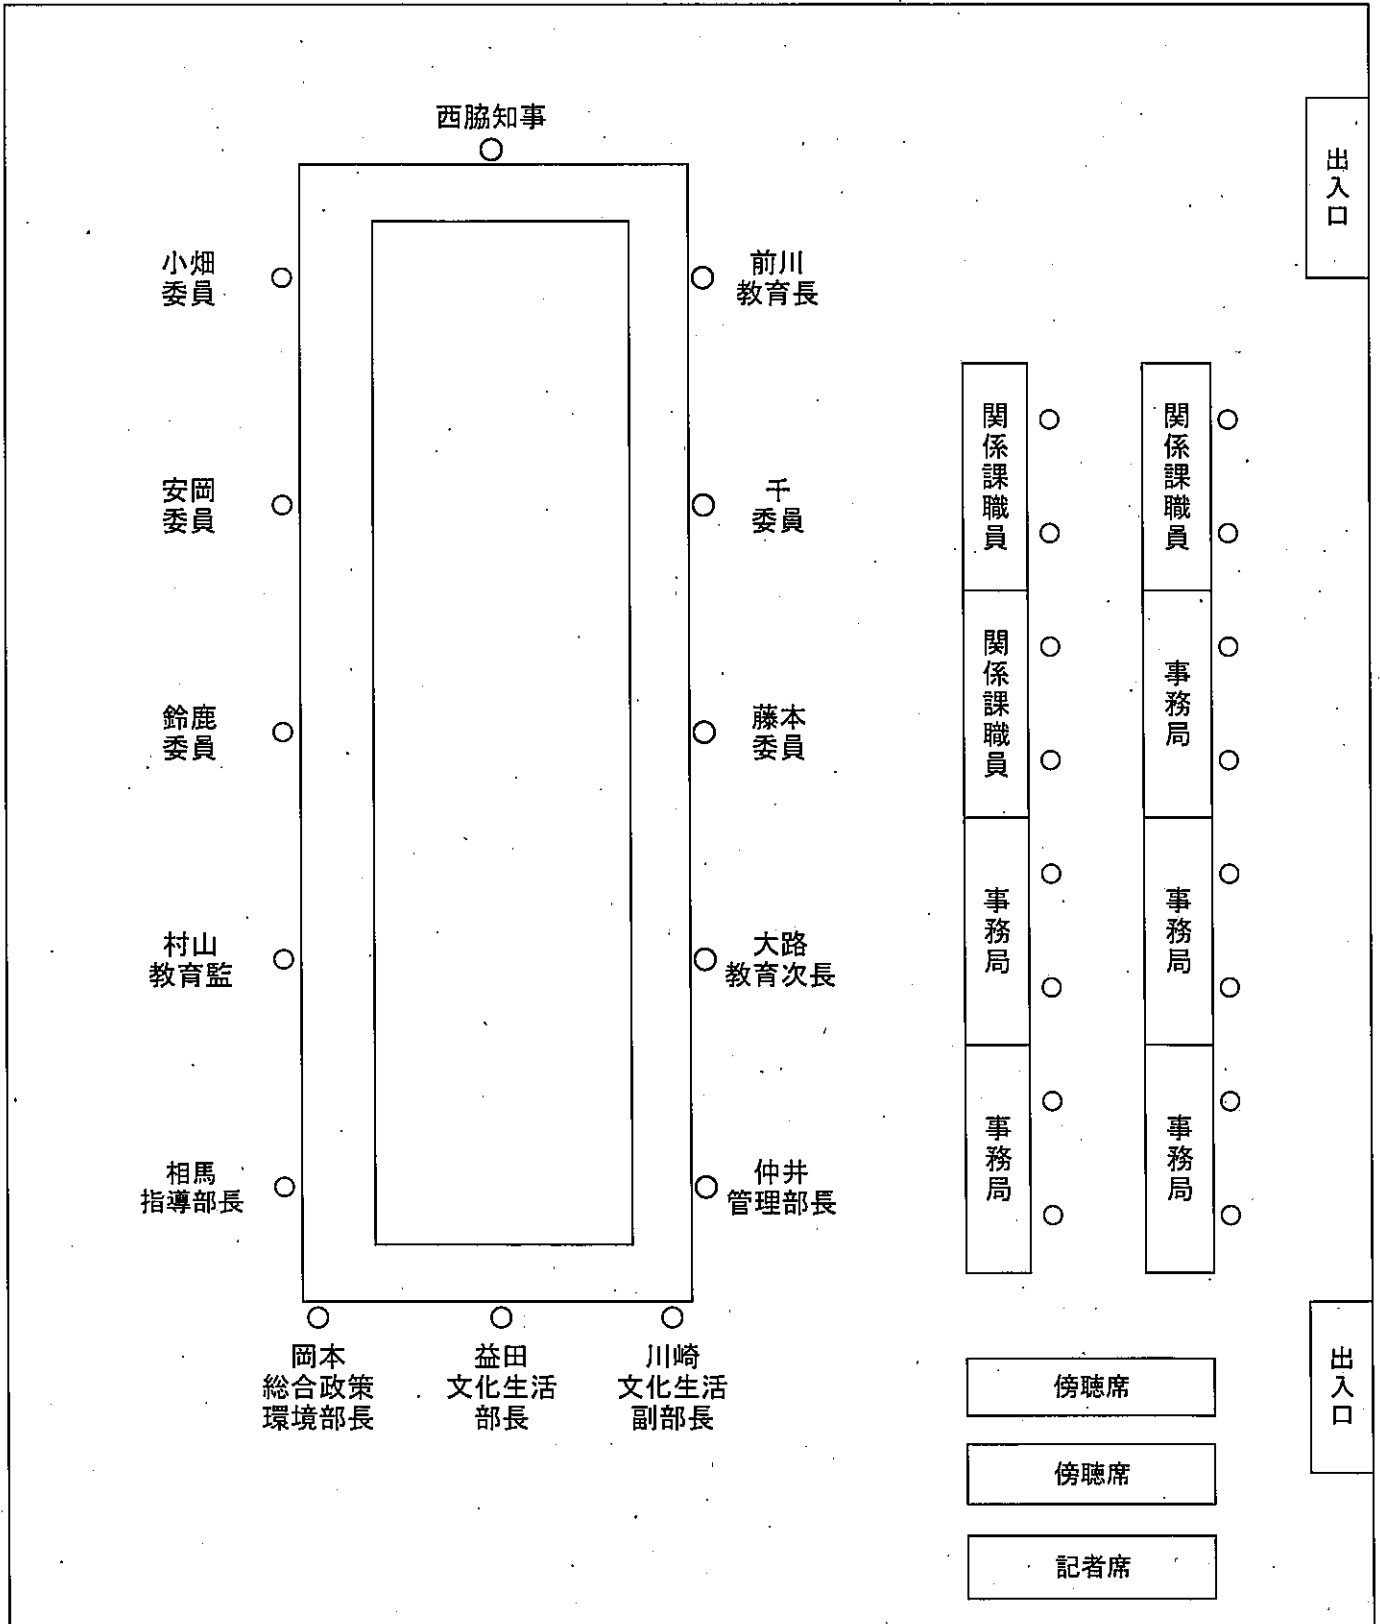 西脇知事
出入口
小畑
委員
前川
教育長
安岡
委員
千
委員
鈴鹿
委員
藤本
委員
村山
教育監
大路
教育次長
相馬
指導部長
仲井
管理部長
岡本
総合政策
環境部長
益田
文化生活
部長
川崎
文化生活
副部長
関係課職員
関係課職員
事務局
事務局
関係課職員
事務局
事務局
事務局
傍聴席
傍聴席
記者席
出入口